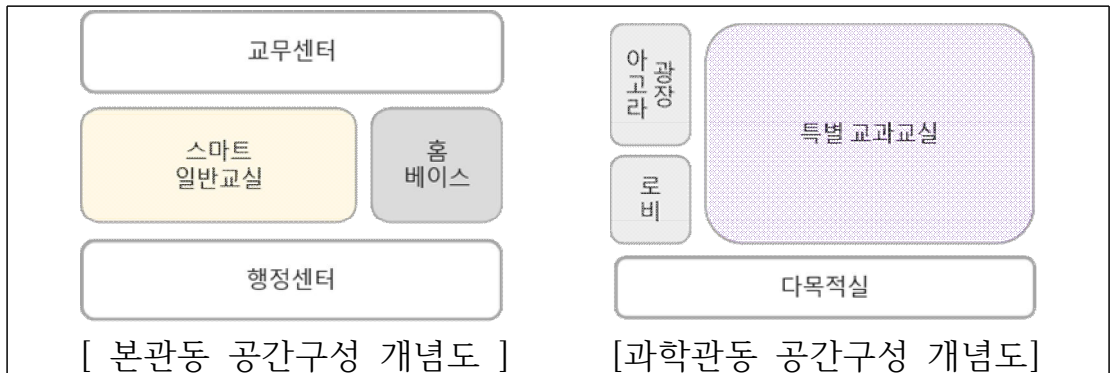 교무센터
스마트
일반교실
홈
베이스
행정센터
[ 본관동 공간구성 개념도 ]
아고라
광장
특별 교과교실
로비
다목적실
[과학관동 공간구성 개념도]